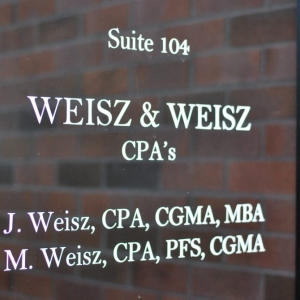 Suite 104
WEISZ & WEISZ
CPA's
J. Weisz, CPA, CGMA, MBA
M. Weisz, CPA, PFS, CGMA